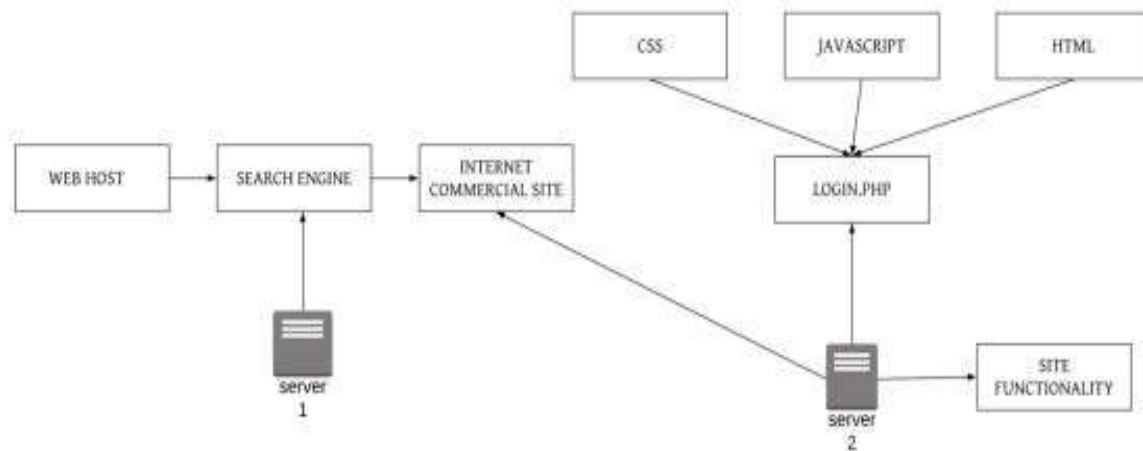 CSS
JAVASCRIPT
HTML
WEB HOST
SEARCH ENGINE
INTERNET
COMMERCIAL SITE
LOGIN.PHP
server
1
server
2
SITE
FUNCTIONALITY